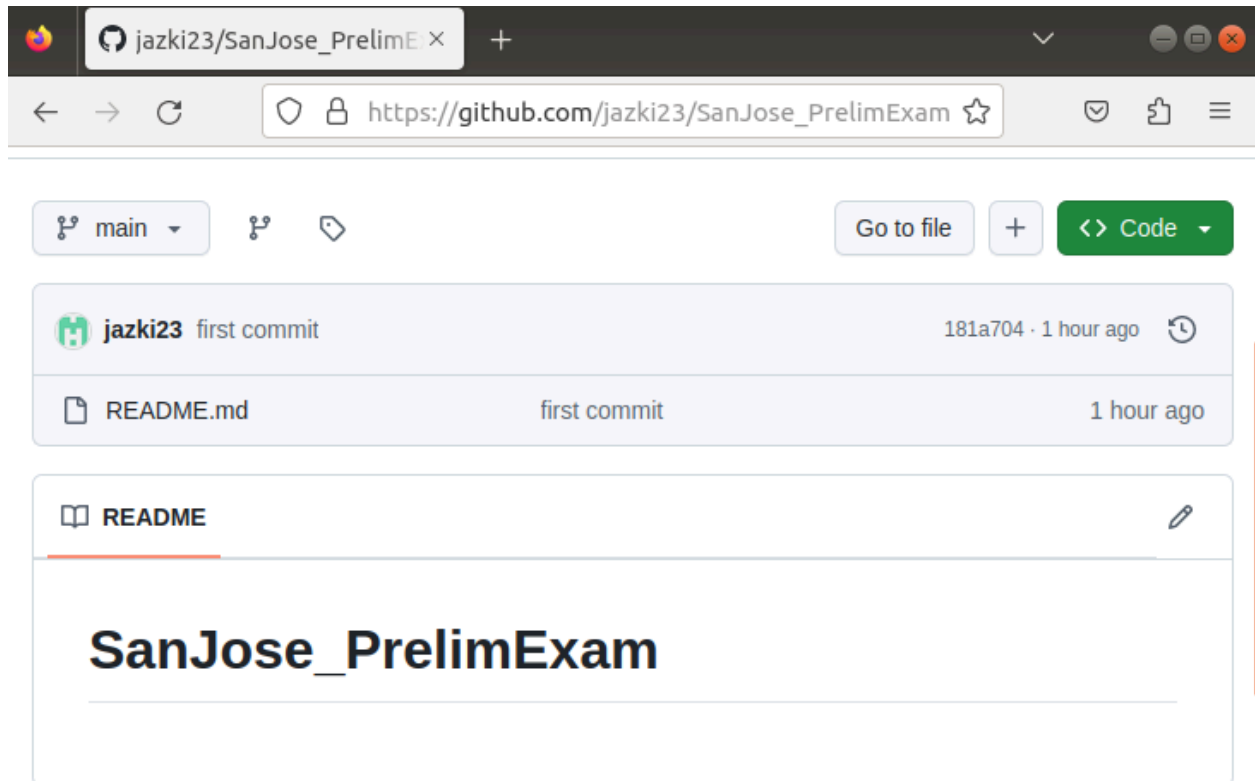 jazki23/SanJose_PrelimE
https://github.com/jazki23/SanJose_PrelimExam
main
Go to file
Code
jazki23 first commit 181a704 · 1 hour ago
README.md first commit 1 hour ago
README
SanJose_PrelimExam